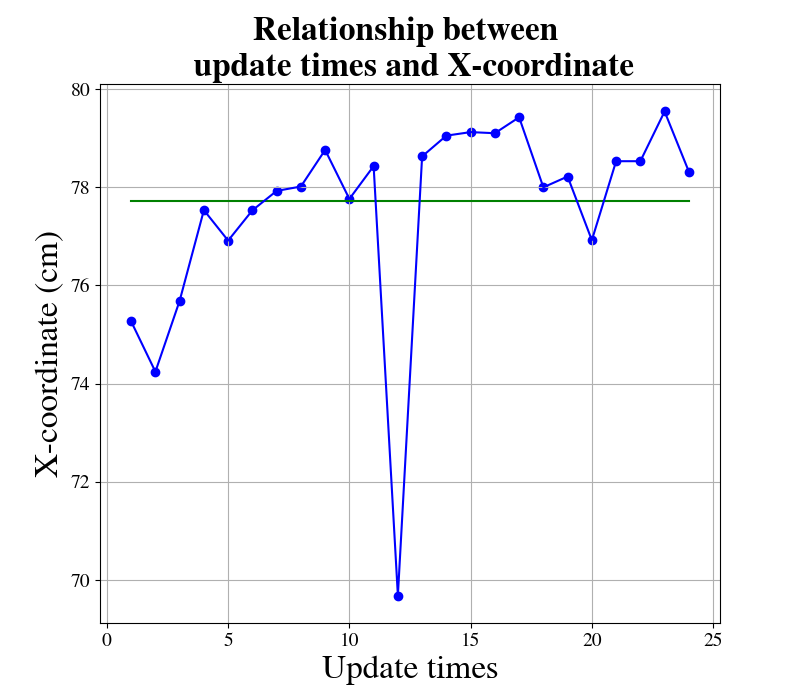 Relationship between
update times and X-coordinate
80
78
76
74
72
70
X-coordinate (cm)
0 5 10 15 20 25
Update times